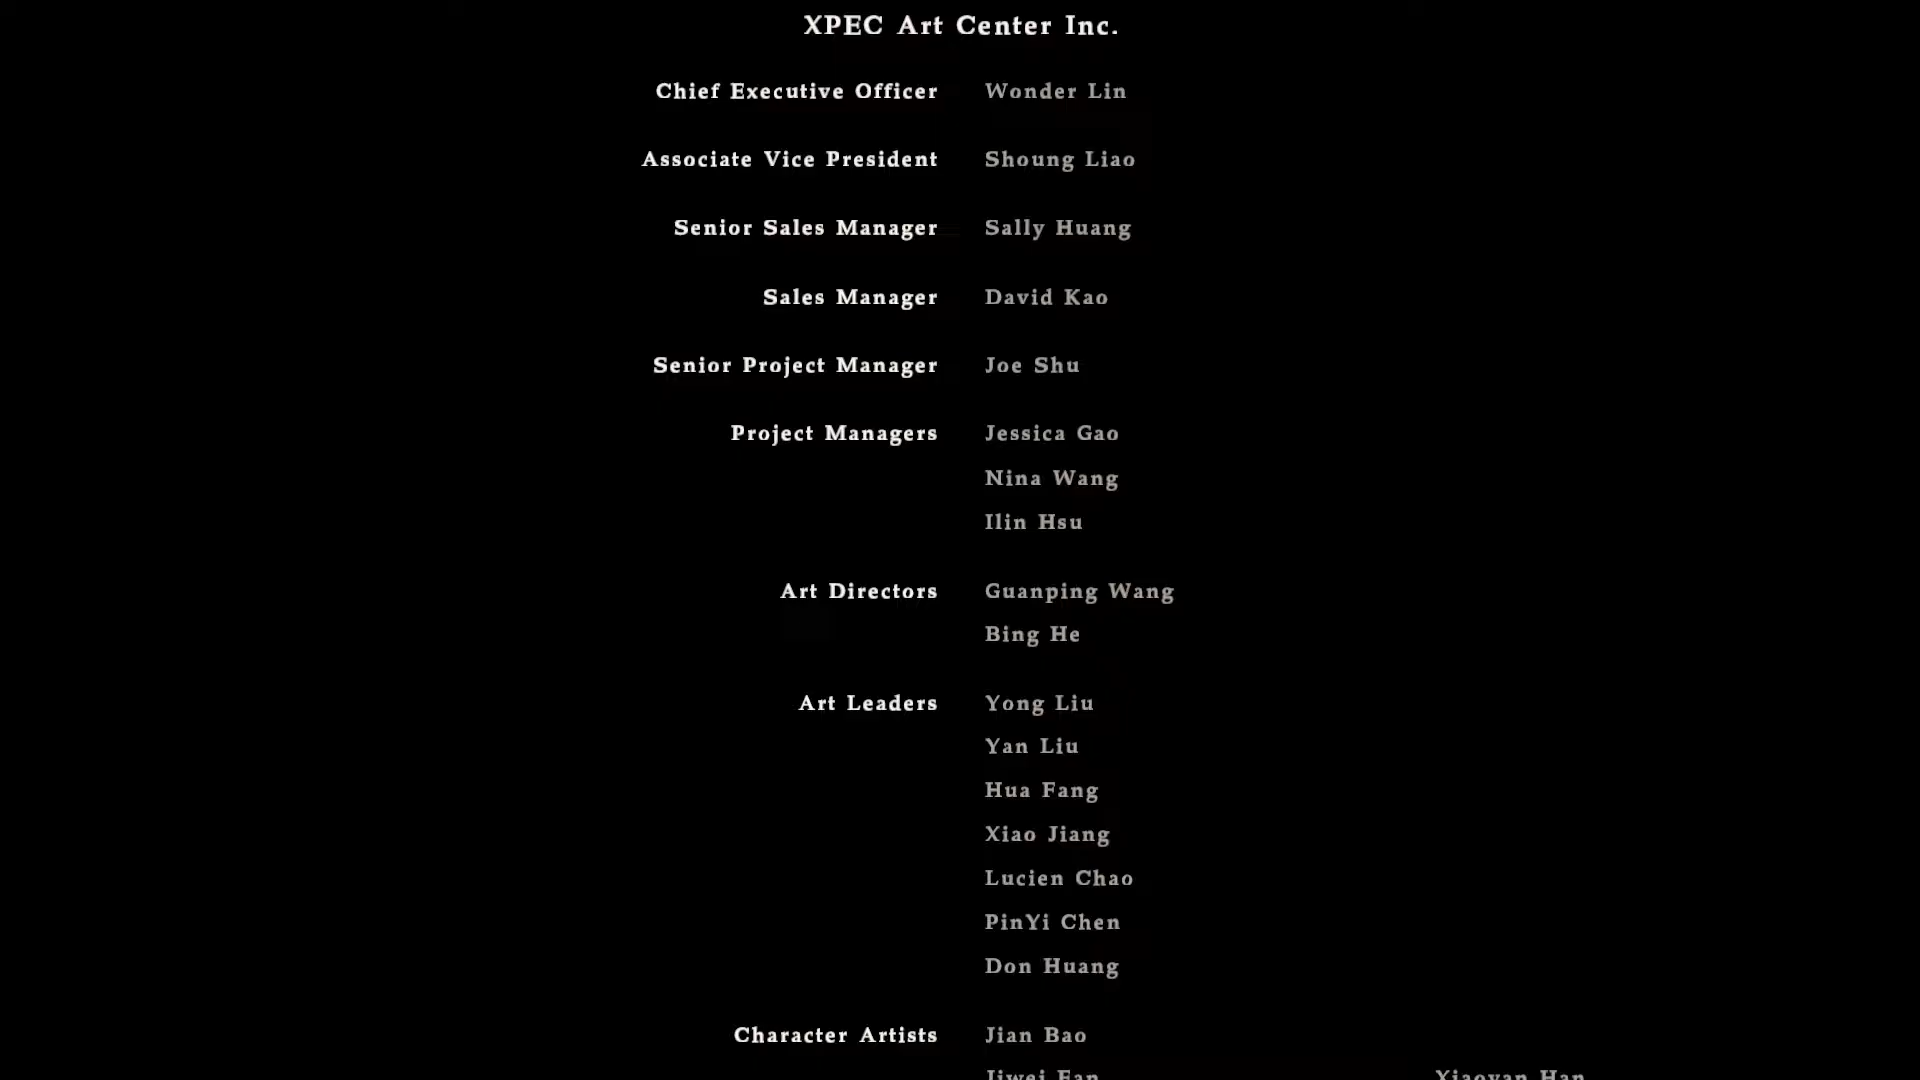 XPEC Art Center Inc.
Chief Executive Officer Wonder Lin
Associate Vice President Shoung Liao
Senior Sales Manager Sally Huang
Sales Manager David Kao
Senior Project Manager Joe Shu
Project Managers Jessica Gao
Nina Wang
Ilin Hsu
Art Directors Guanping Wang
Bing He
Art Leaders Yong Liu
Yan Liu
Hua Fang
Xiao Jiang
Lucien Chao
PinYi Chen
Don Huang
Character Artists Jian Bao